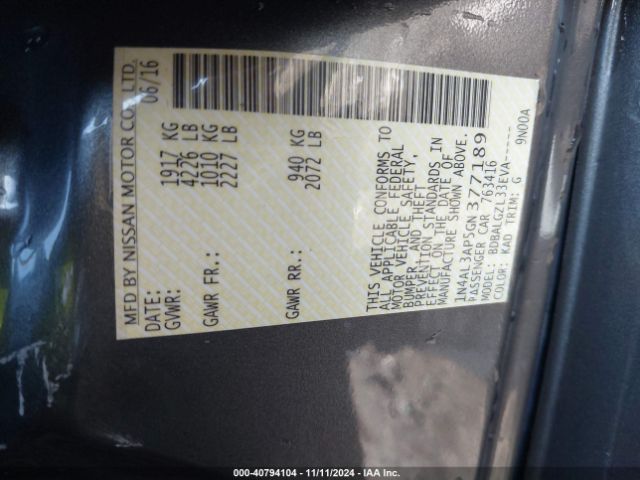 MFD BY NISSAN MOTOR CO., LTD.
DATE: 06/16
GVWR: 1917 KG
4226 LB
GAWR FR.: 1010 KG
2227 LB
GAWR RR.: 940 KG
2072 LB
THIS VEHICLE CONFORMS TO
ALL APPLICABLE FEDERAL
MOTOR VEHICLE SAFETY,
BUMPER, AND THEFT
PREVENTION STANDARDS IN
EFFECT ON THE DATE OF
MANUFACTURE SHOWN ABOVE.
1N4AL3AP5GN377189
PASSENGER CAR 763416
MODEL: BDBALGZL33EVA-----
COLOR: KAD TRIM: G 9N00A
000-40794104 - 11/11/2024 - IAA Inc.